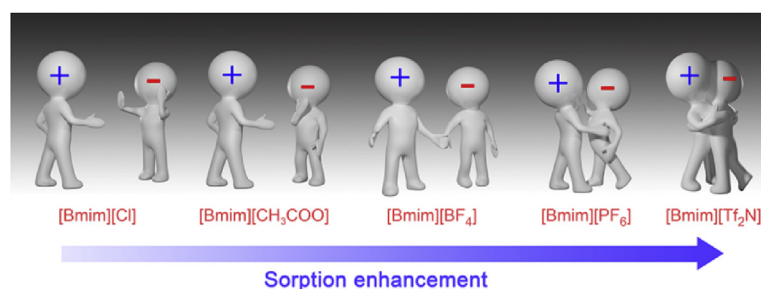 + − + − + − + − + −
[Bmim][Cl] [Bmim][CH₃COO] [Bmim][BF₄] [Bmim][PF₆] [Bmim][Tf₂N]
Sorption enhancement